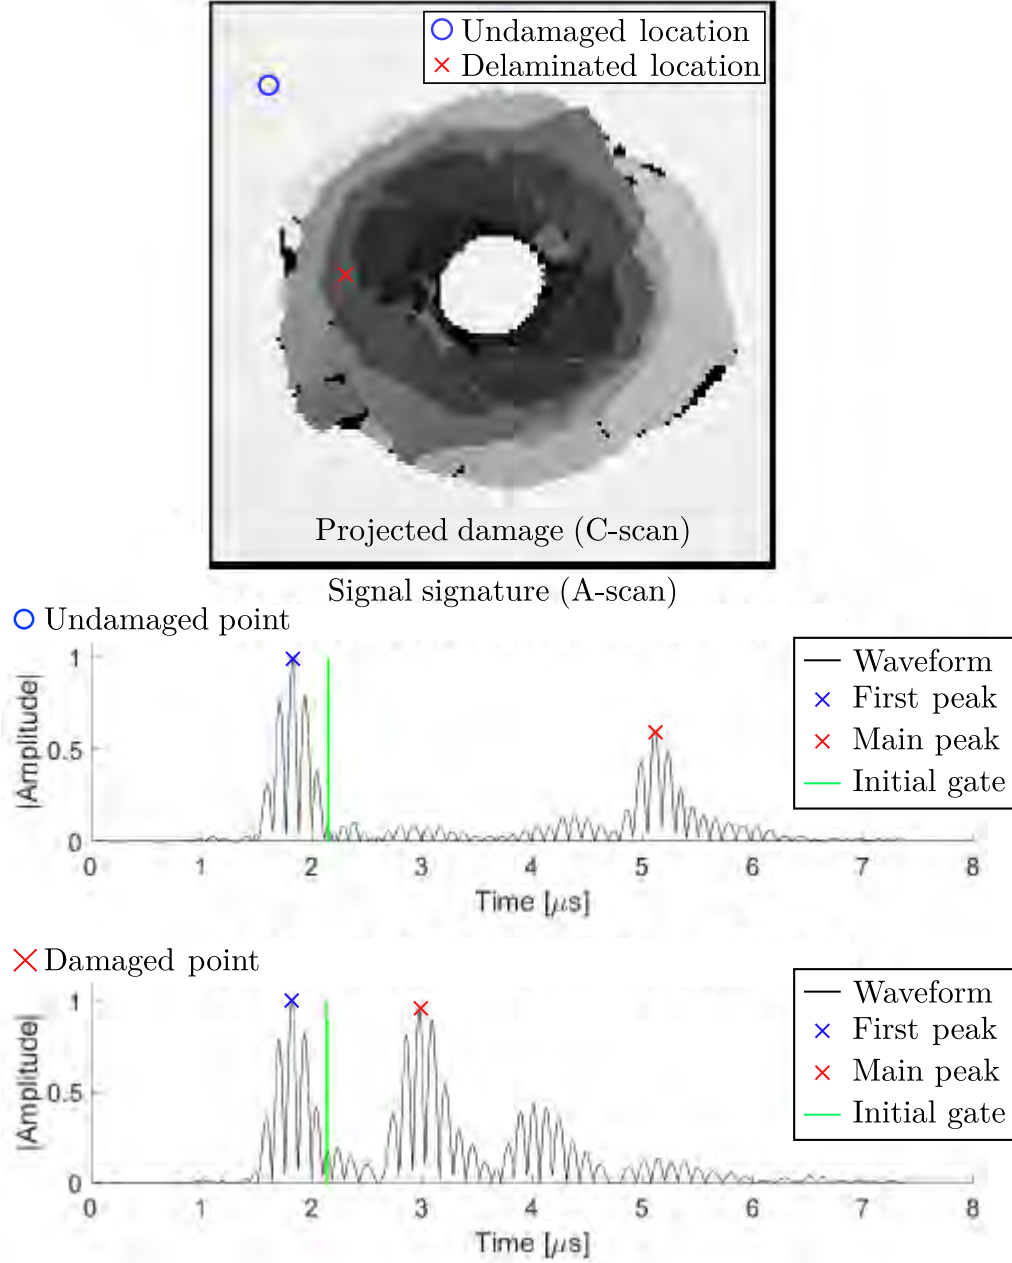 Undamaged location
Delaminated location
Projected damage (C-scan)
Signal signature (A-scan)
Undamaged point
|Amplitude|
1
0.5
0
0 1 2 3 4 5 6 7 8
Time [μs]
Waveform
First peak
Main peak
Initial gate
Damaged point
|Amplitude|
1
0.5
0
0 1 2 3 4 5 6 7 8
Time [μs]
Waveform
First peak
Main peak
Initial gate